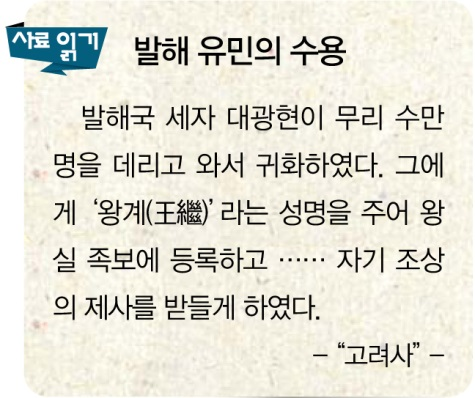 사료 읽기
발해 유민의 수용
발해국 세자 대광현이 무리 수만
명을 데리고 와서 귀화하였다. 그에
게 ‘왕계(王繼)’라는 성명을 주어 왕
실 족보에 등록하고 …… 자기 조상
의 제사를 받들게 하였다.
– “고려사” –